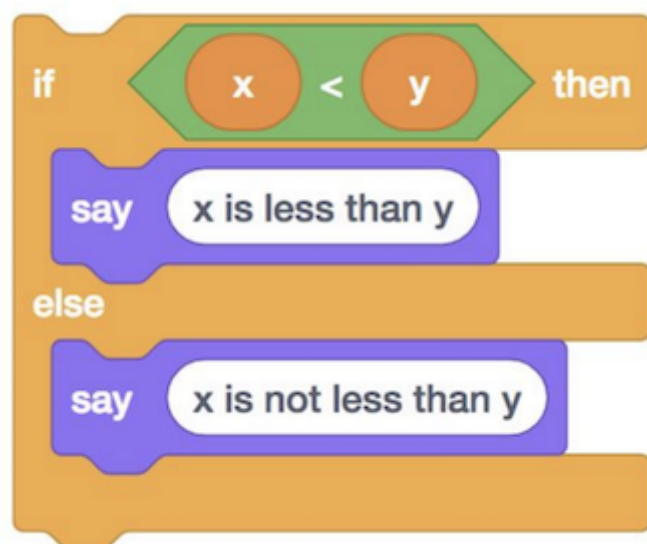 if x < y then
say x is less than y
else
say x is not less than y